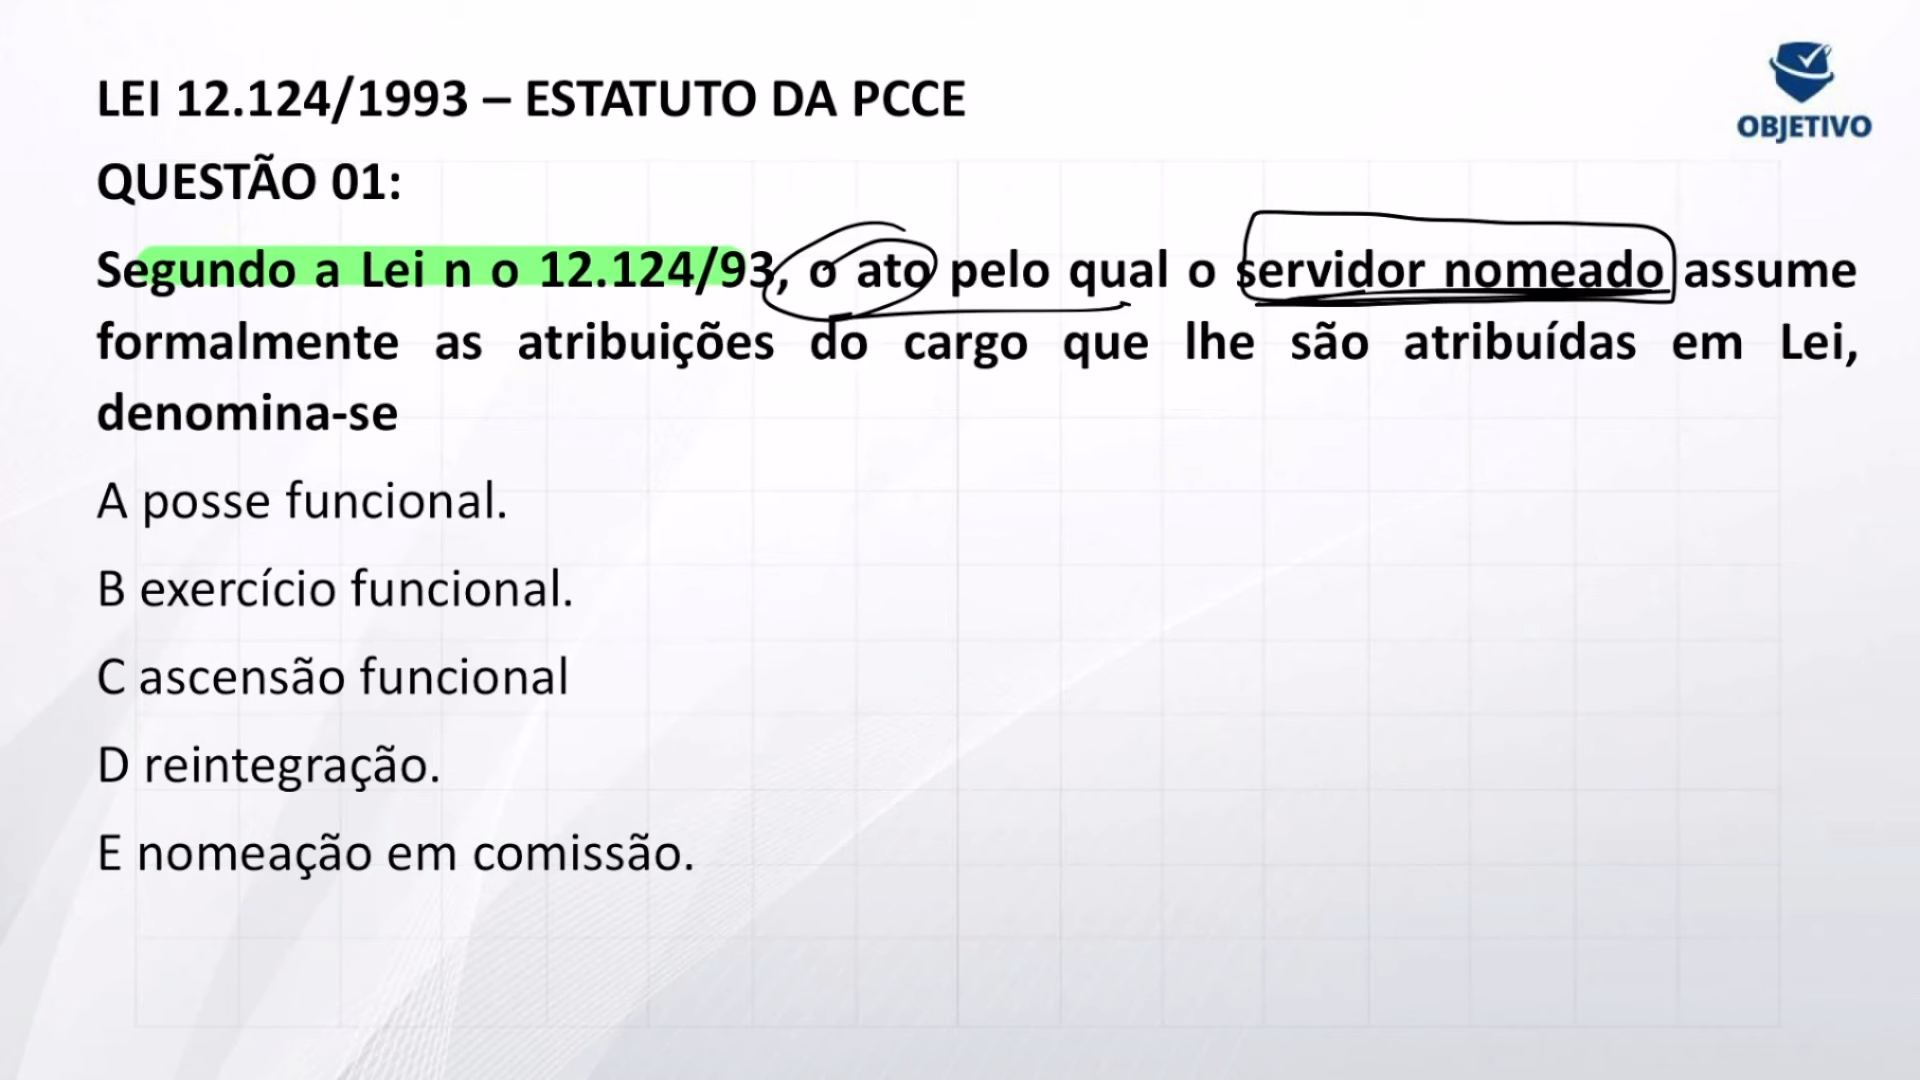 LEI 12.124/1993 – ESTATUTO DA PCCE
OBJETIVO
QUESTÃO 01:
Segundo a Lei n o 12.124/93, o ato pelo qual o servidor nomeado assume
formalmente as atribuições do cargo que lhe são atribuídas em Lei,
denomina-se
A posse funcional.
B exercício funcional.
C ascensão funcional
D reintegração.
E nomeação em comissão.